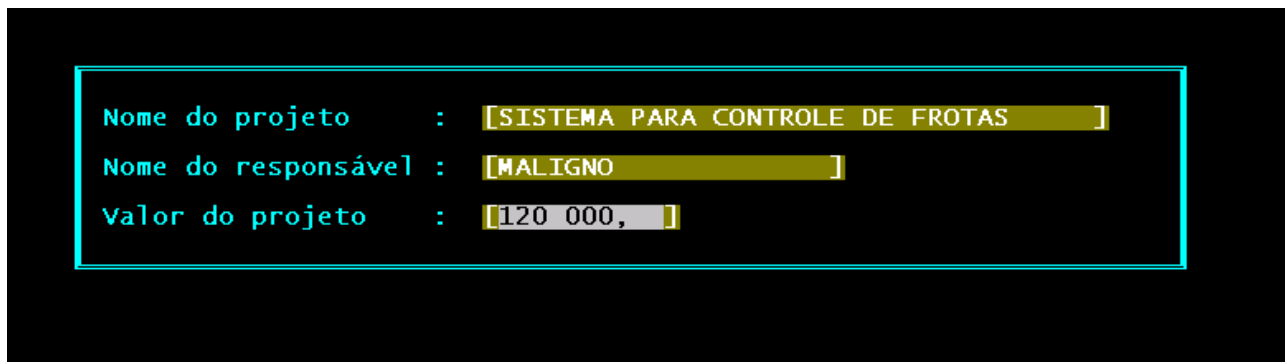 Nome do projeto : [SISTEMA PARA CONTROLE DE FROTAS ]
Nome do responsável : [MALIGNO ]
Valor do projeto : [120 000, ]